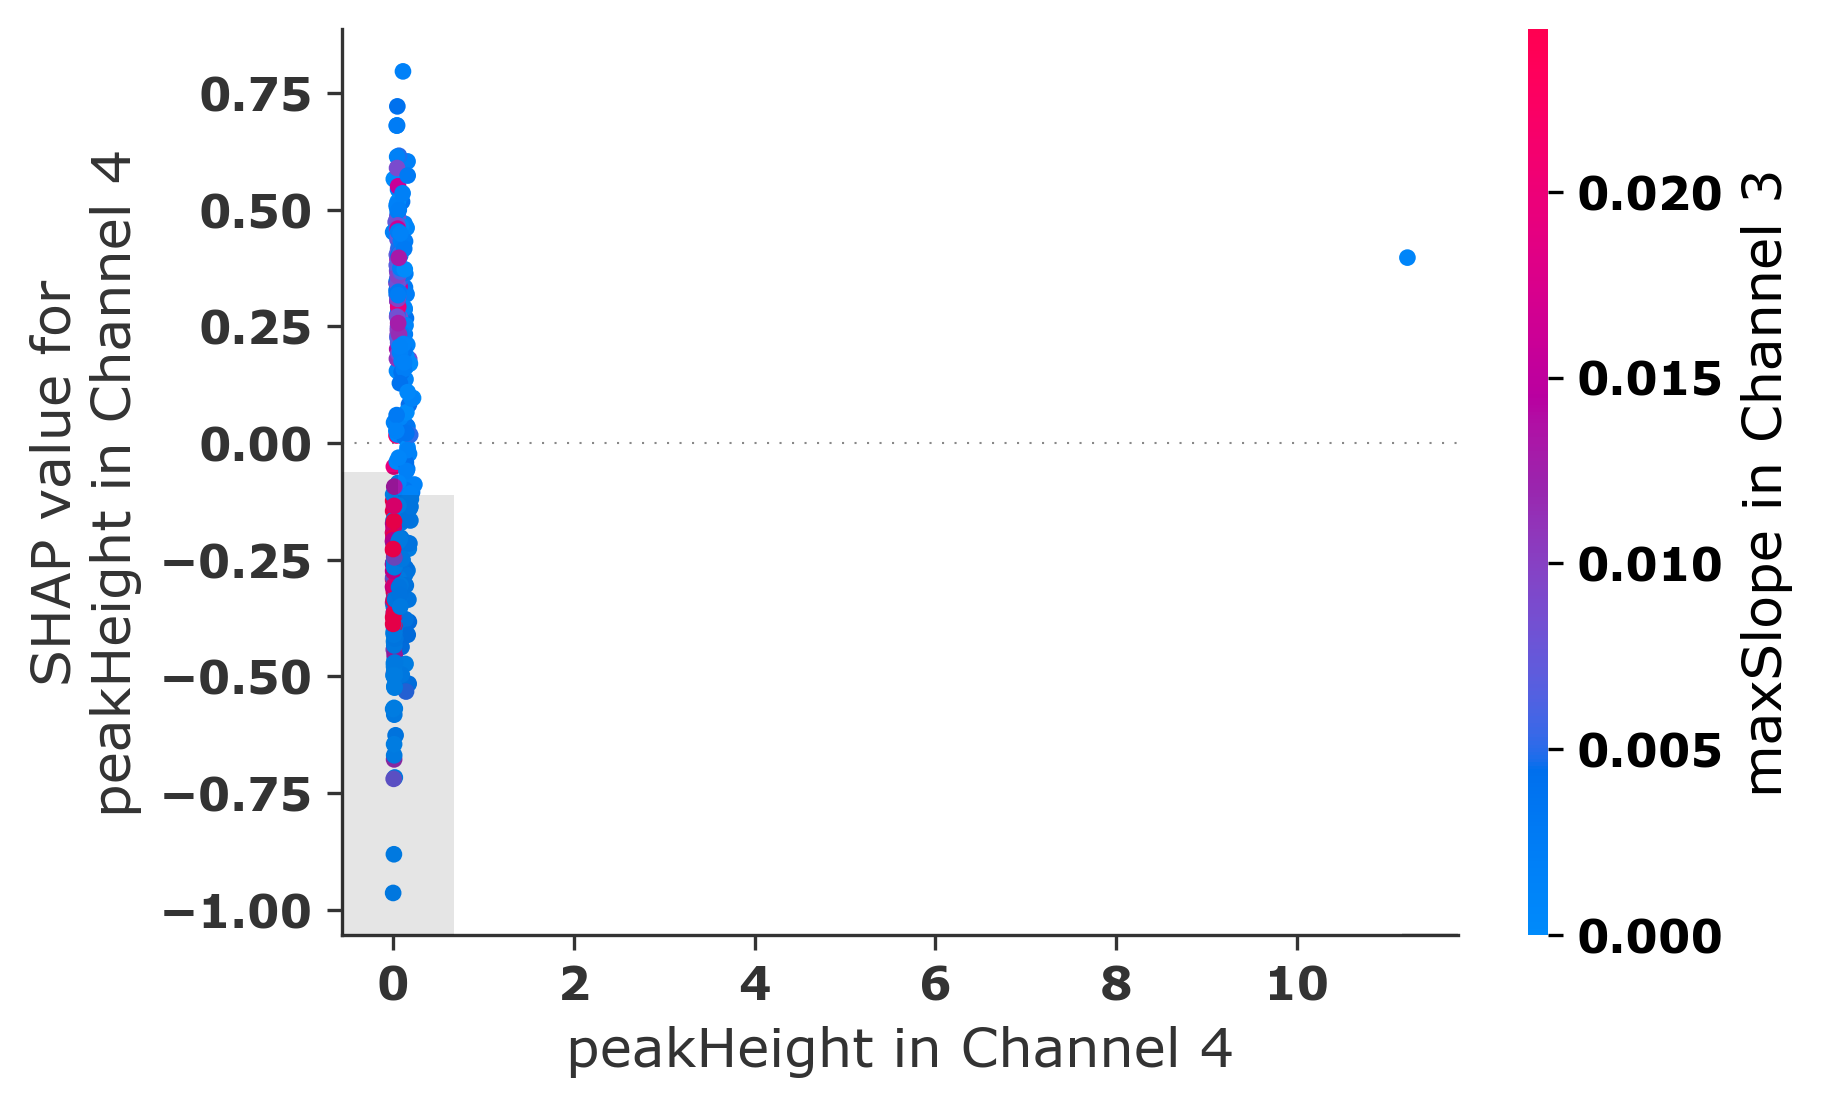 SHAP value for
peakHeight in Channel 4
0.75
0.50
0.25
0.00
−0.25
−0.50
−0.75
−1.00
0 2 4 6 8 10
peakHeight in Channel 4
0.020
0.015
0.010
0.005
0.000
maxSlope in Channel 3